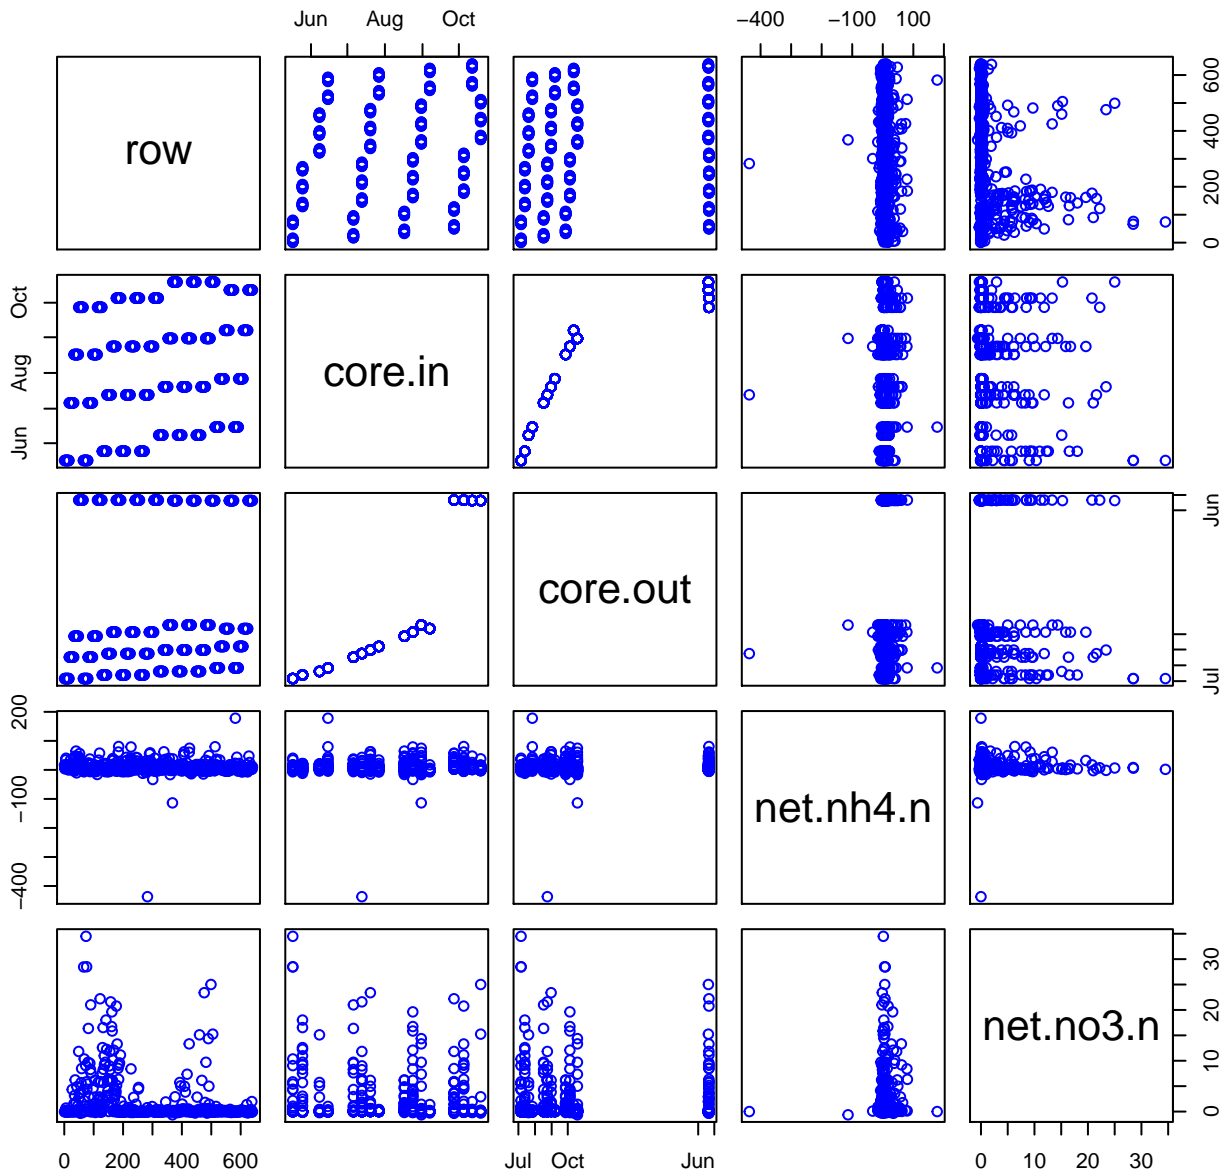 Jun Aug Oct −400 −100 100
row 0 200 400 600
Jun Aug Oct core.in
core.out Jul Jun
−400 −100 200 net.nh4.n
net.no3.n 0 10 20 30
0 200 400 600 Jul Oct Jun 0 10 20 30